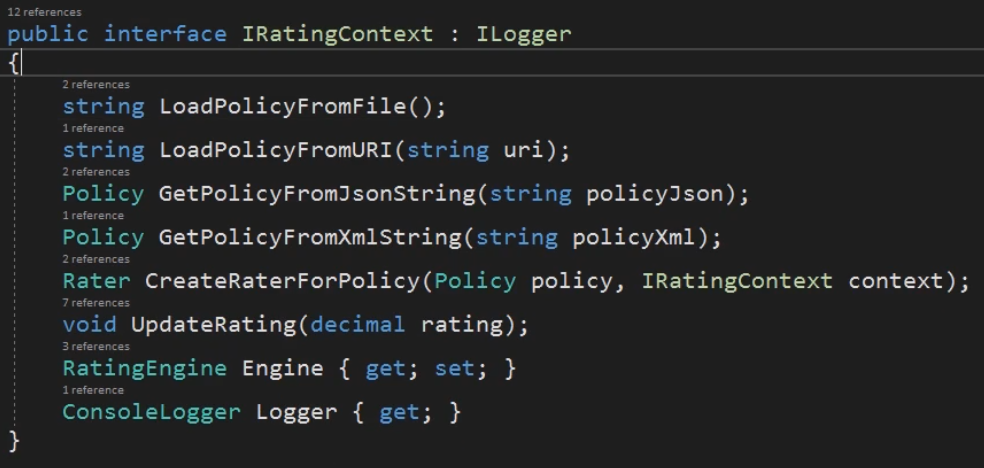 12 references
public interface IRatingContext : ILogger
{
2 references
string LoadPolicyFromFile();
1 reference
string LoadPolicyFromURI(string uri);
2 references
Policy GetPolicyFromJsonString(string policyJson);
1 reference
Policy GetPolicyFromXmlString(string policyXml);
2 references
Rater CreateRaterForPolicy(Policy policy, IRatingContext context);
7 references
void UpdateRating(decimal rating);
3 references
RatingEngine Engine { get; set; }
1 reference
ConsoleLogger Logger { get; }
}